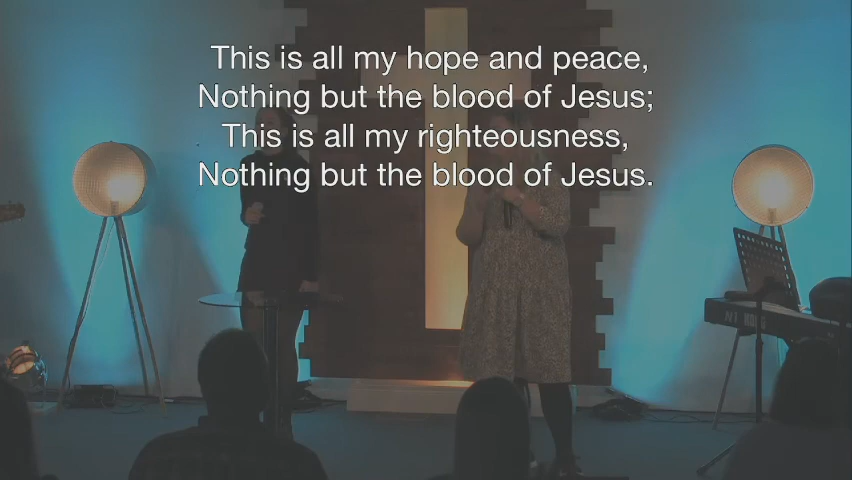 This is all my hope and peace,
Nothing but the blood of Jesus;
This is all my righteousness,
Nothing but the blood of Jesus.
KORG